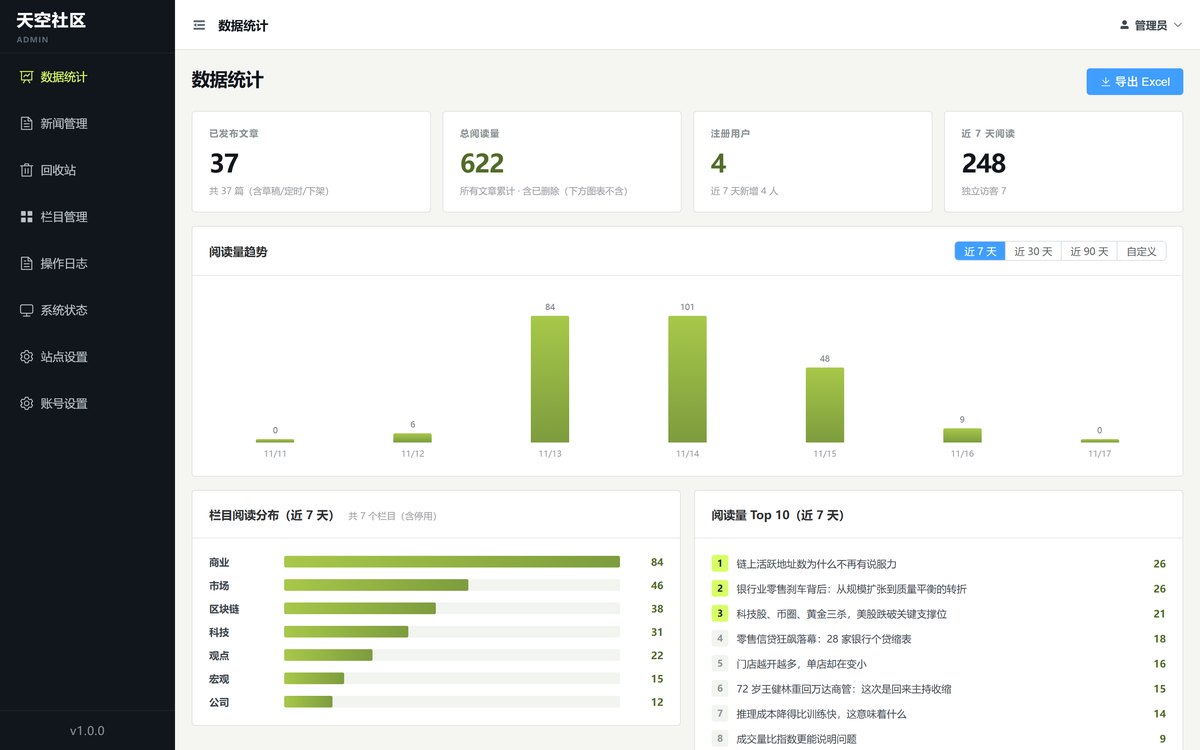 天空社区
ADMIN
数据统计
新闻管理
回收站
栏目管理
操作日志
系统状态
站点设置
账号设置
v1.0.0
数据统计
管理员
数据统计
导出 Excel
已发布文章
37
共 37 篇（含草稿/定时/下架）
总阅读量
622
所有文章累计 · 含已删除（下方图表不含）
注册用户
4
近 7 天新增 4 人
近 7 天阅读
248
独立访客 7
阅读量趋势
近 7 天 近 30 天 近 90 天 自定义
0 6 84 101 48 9 0
11/11 11/12 11/13 11/14 11/15 11/16 11/17
栏目阅读分布（近 7 天） 共 7 个栏目（含停用）
商业 84
市场 46
区块链 38
科技 31
观点 22
宏观 15
公司 12
阅读量 Top 10（近 7 天）
1 链上活跃地址数为什么不再有说服力 26
2 银行业零售刹车背后：从规模扩张到质量平衡的转折 26
3 科技股、币圈、黄金三杀，美股跌破关键支撑位 21
4 零售信贷狂飙落幕：28 家银行个贷缩表 18
5 门店越开越多，单店却在变小 16
6 72 岁王健林重回万达商管：这次是回来主持收缩 15
7 推理成本降得比训练快，这意味着什么 14
8 成交量比指数更能说明问题 9